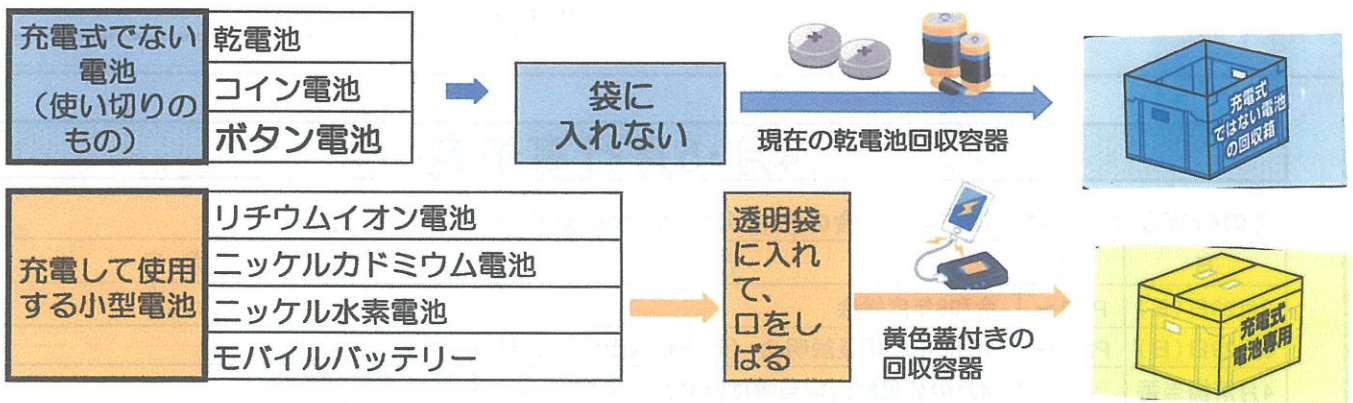 充電式でない
電池
（使い切りの
もの）
乾電池
コイン電池
ボタン電池
袋に
入れない
現在の乾電池回収容器
充電式
ではない電池
の回収箱
充電して使用
する小型電池
リチウムイオン電池
ニッケルカドミウム電池
ニッケル水素電池
モバイルバッテリー
透明袋
に入れ
て、
口をし
ばる
黄色蓋付きの
回収容器
充電式
電池専用